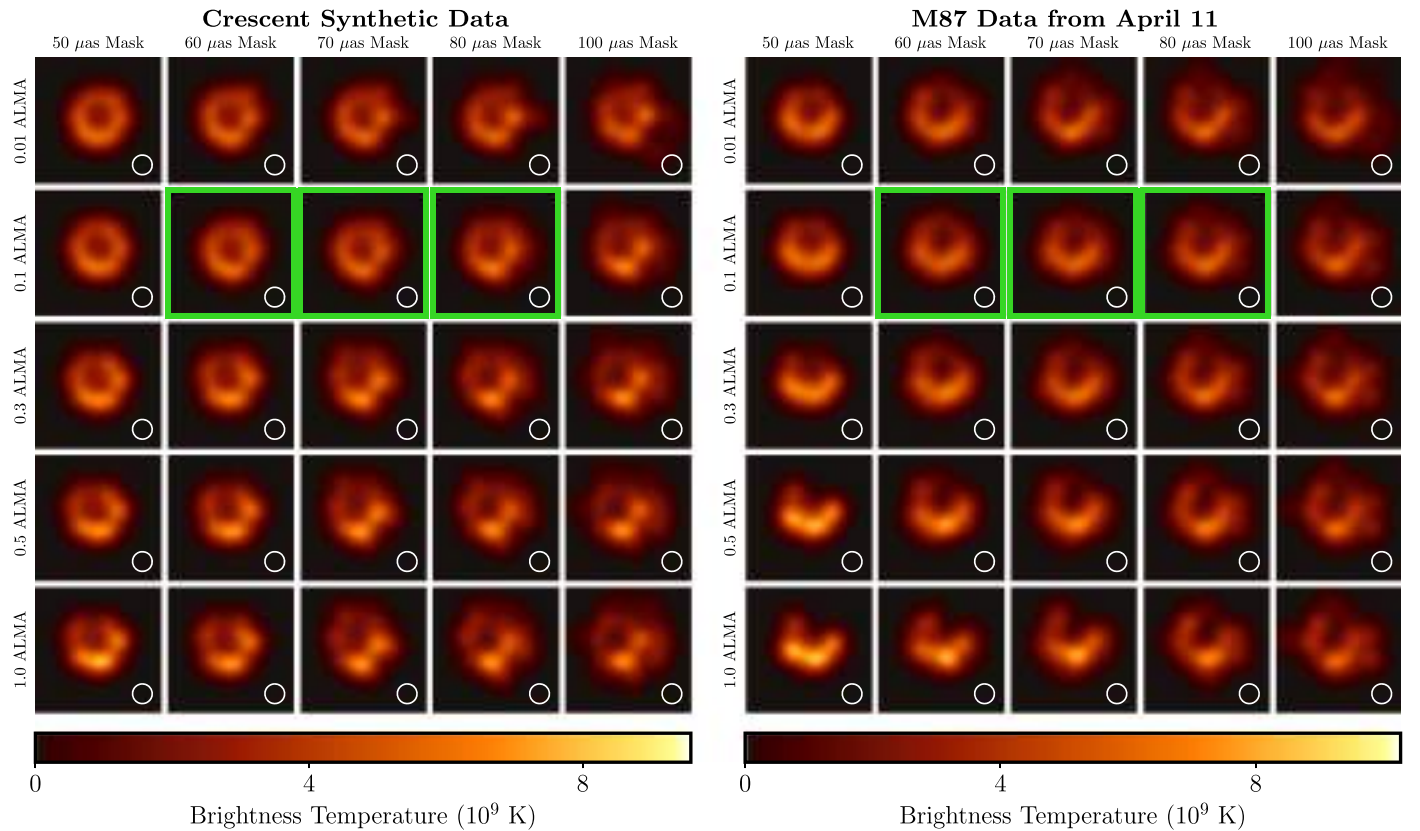 Crescent Synthetic Data
50 μas Mask 60 μas Mask 70 μas Mask 80 μas Mask 100 μas Mask
0.01 ALMA
0.1 ALMA
0.3 ALMA
0.5 ALMA
1.0 ALMA
0 4 8
Brightness Temperature (10⁹ K)
M87 Data from April 11
50 μas Mask 60 μas Mask 70 μas Mask 80 μas Mask 100 μas Mask
0.01 ALMA
0.1 ALMA
0.3 ALMA
0.5 ALMA
1.0 ALMA
0 4 8
Brightness Temperature (10⁹ K)